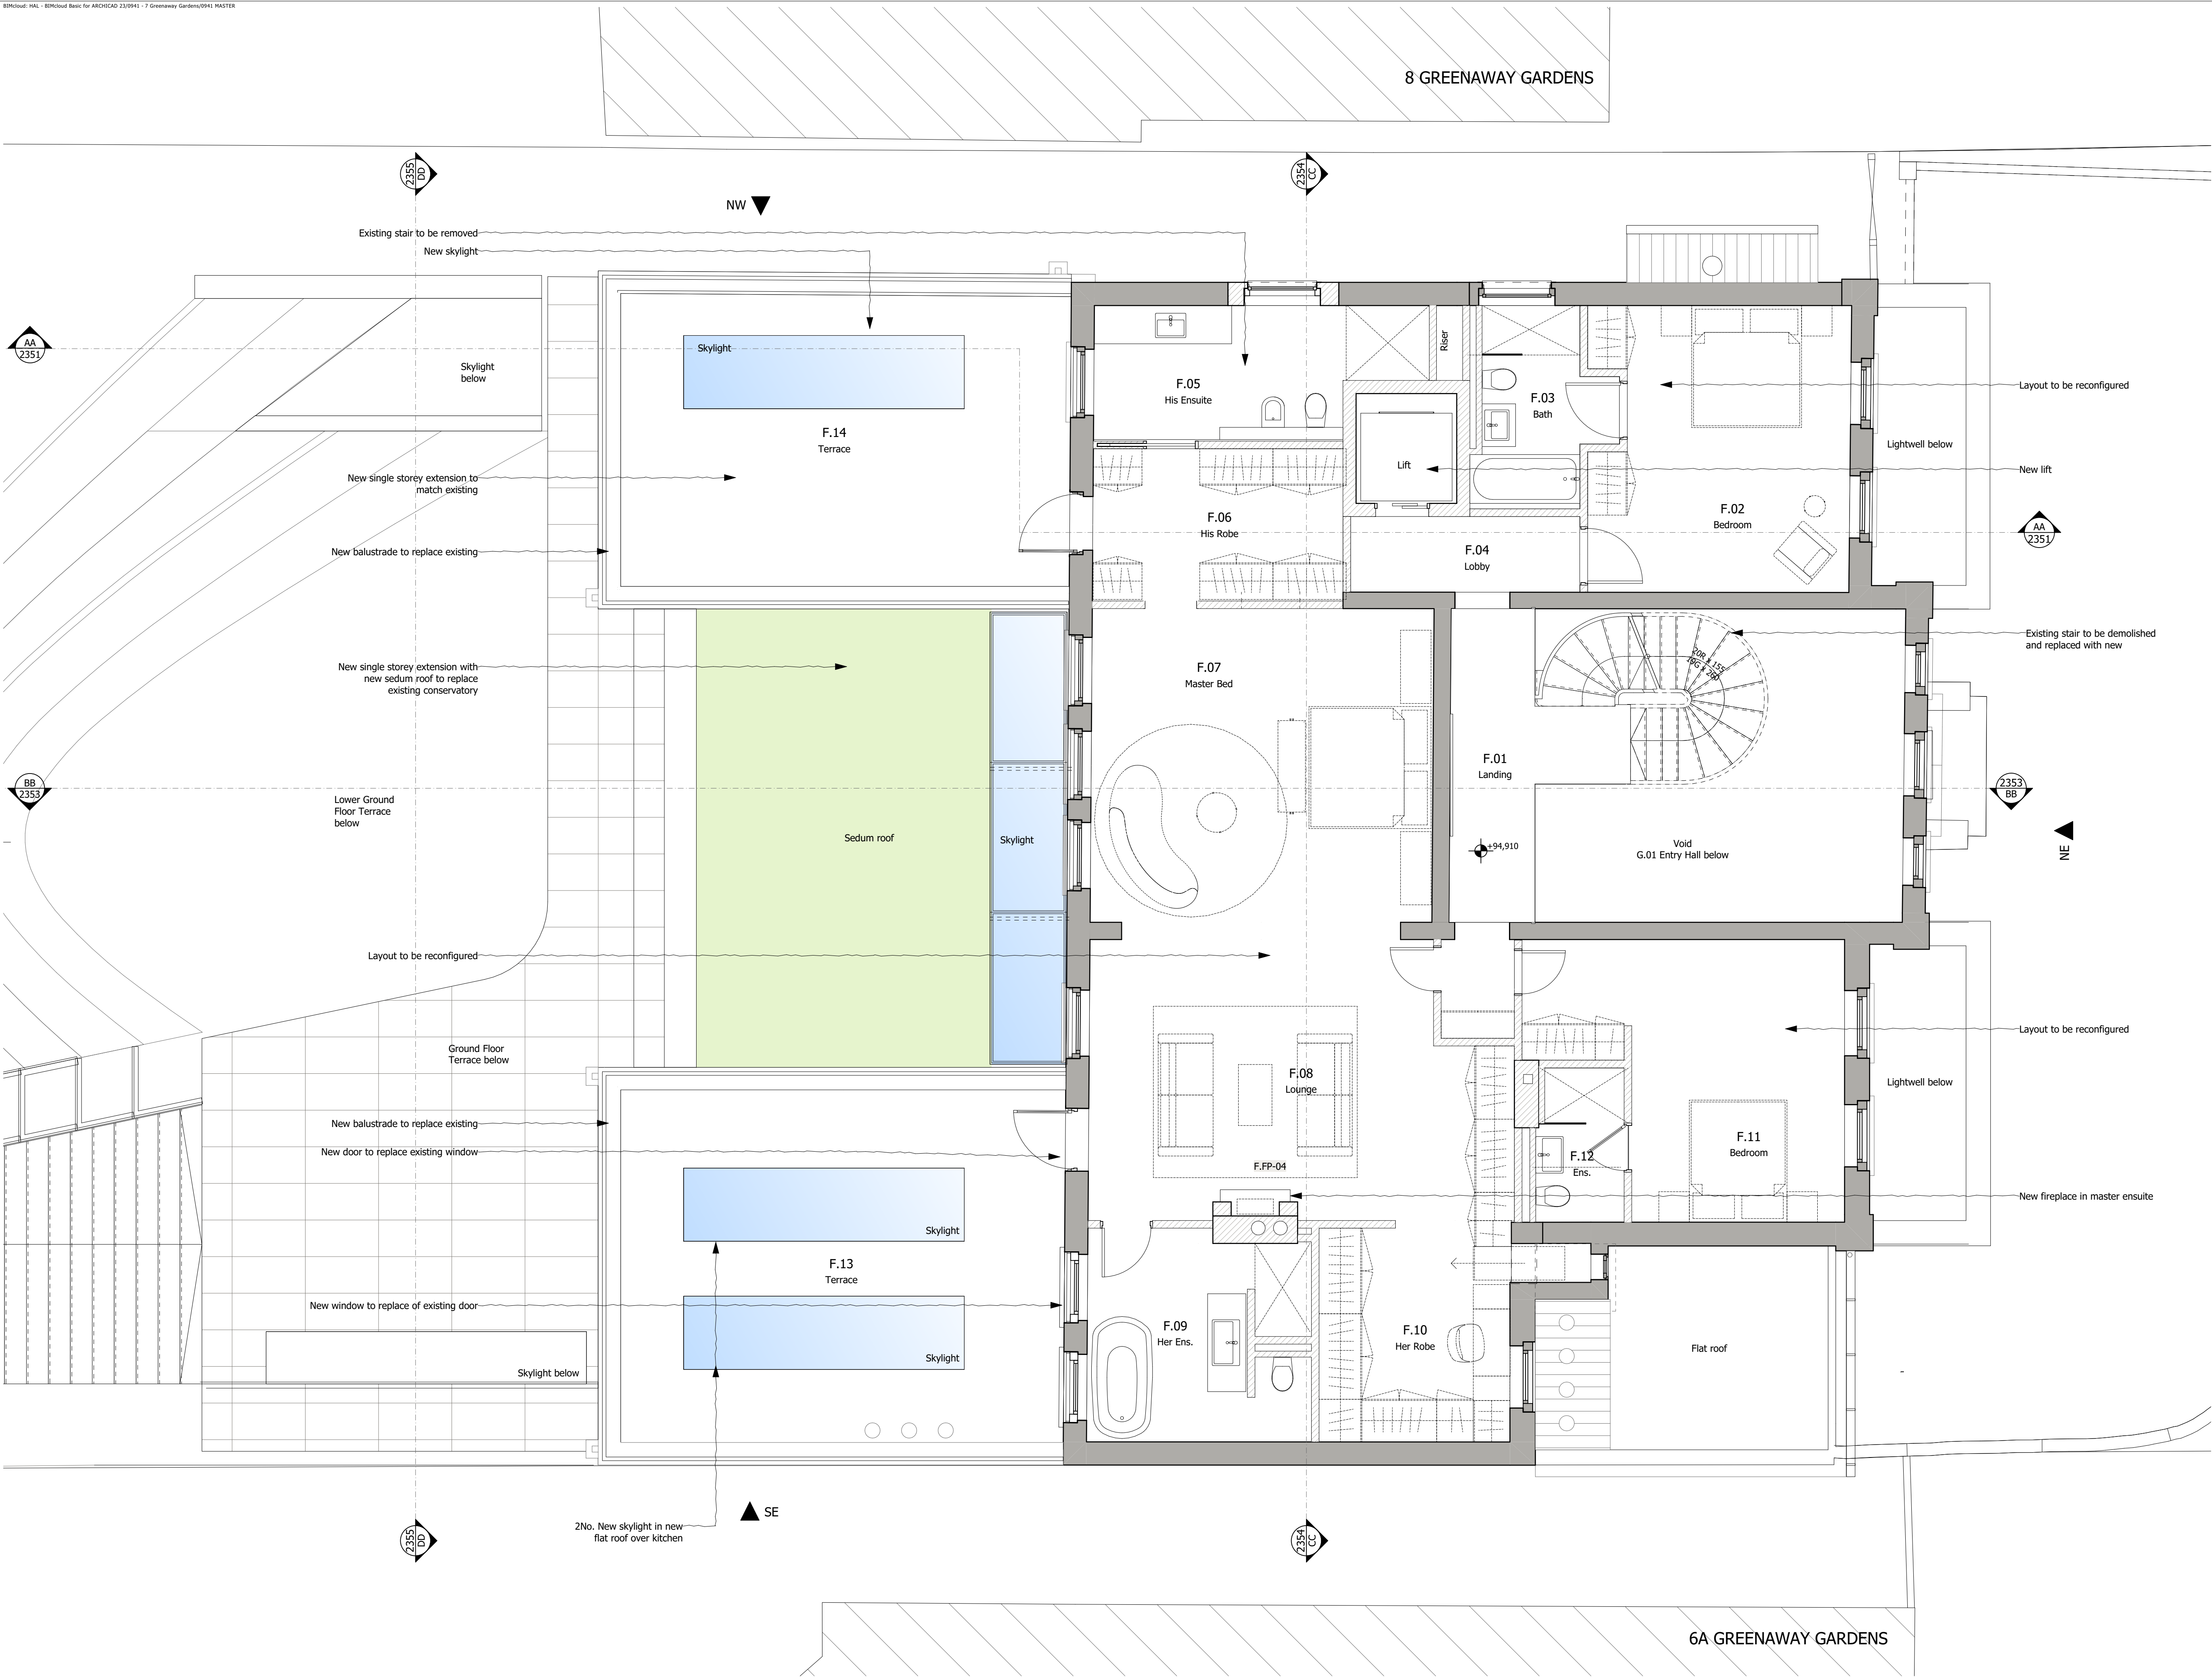 BIMcloud: HAL - BIMcloud Basic for ARCHICAD 23/0941 - 7 Greenaway Gardens/0941 MASTER
8 GREENAWAY GARDENS
2355
DD
2354
CC
NW
Existing stair to be removed
New skylight
AA
2351
Skylight
below
Skylight
F.14
Terrace
F.05
His Ensuite
Riser
F.03
Bath
Layout to be reconfigured
Lightwell below
Lift
New lift
New single storey extension to
match existing
F.06
His Robe
F.02
Bedroom
AA
2351
New balustrade to replace existing
F.04
Lobby
Existing stair to be demolished
and replaced with new
20R x 155
19G x 260
New single storey extension with
new sedum roof to replace
existing conservatory
F.07
Master Bed
F.01
Landing
BB
2353
2353
BB
Lower Ground
Floor Terrace
below
Sedum roof
Skylight
+94,910
Void
G.01 Entry Hall below
NE
Layout to be reconfigured
Layout to be reconfigured
Ground Floor
Terrace below
F.08
Lounge
Lightwell below
New balustrade to replace existing
New door to replace existing window
F.FP-04
F.12
Ens.
F.11
Bedroom
New fireplace in master ensuite
Skylight
F.13
Terrace
New window to replace of existing door
F.09
Her Ens.
F.10
Her Robe
Flat roof
Skylight
Skylight below
SE
2No. New skylight in new
flat roof over kitchen
2355
DD
2354
CC
6A GREENAWAY GARDENS